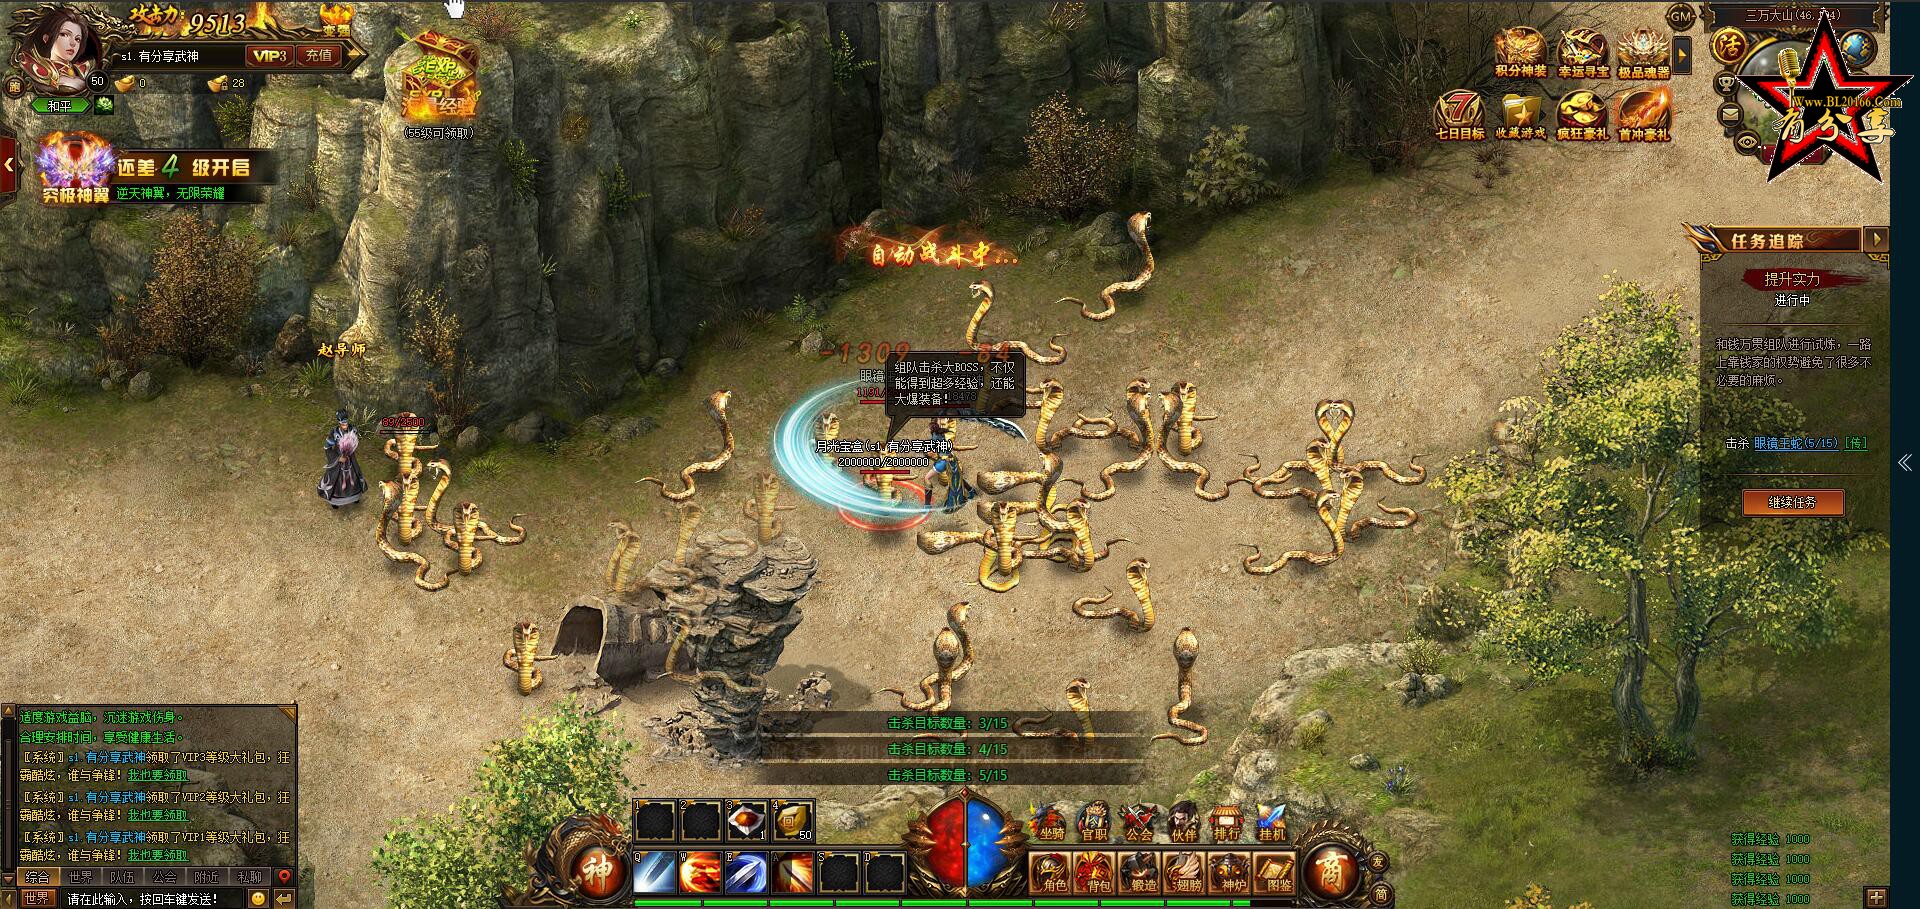 攻击力: 9513
变强
s1.有分享武神
VIP3
充值
50
0
28
和平
EXP
(55级可领取)
还差 4 级开启
究极神翼
逆天神翼，无限荣耀
GM
三万大山
积分神装
幸运寻宝
极品魂器
七日目标
收藏游戏
疯狂豪礼
首冲豪礼
活
Www.BL20166.Com
有分享
任务追踪
提升实力
进行中
和钱万贯组队进行试炼，一路
上靠钱家的权势避免了很多不
必要的麻烦。
击杀 眼镜王蛇(5/15) [传]
继续任务
自动战斗中...
赵导师
89/2500
-1309
-84
组队击杀大BOSS，不仅
能得到超多经验，还能
大爆装备!
月光宝盒(s1.有分享武神)
2000000/2000000
击杀目标数量: 3/15
击杀目标数量: 4/15
击杀目标数量: 5/15
适度游戏益脑，沉迷游戏伤身。
合理安排时间，享受健康生活。
[系统]s1.有分享武神领取了VIP3等级大礼包，狂
霸酷炫，谁与争锋! 我也要领取
[系统]s1.有分享武神领取了VIP2等级大礼包，狂
霸酷炫，谁与争锋! 我也要领取
[系统]s1.有分享武神领取了VIP1等级大礼包，狂
霸酷炫，谁与争锋! 我也要领取
综合 世界 队伍 公会 附近 私聊
世界 请在此输入，按回车键发送!
1 2 3 1 4 回 50
神
Q W E A S D
坐骑 官职 公会 伙伴 排行 挂机
角色 背包 锻造 翅膀 神炉 图鉴
商
友
简
获得经验 1000
获得经验 1000
获得经验 1000
获得经验 1000